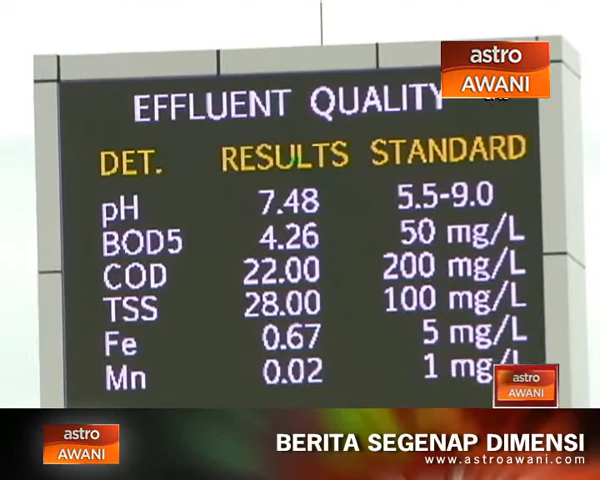 astro
AWANI
EFFLUENT QUALITY
DET. RESULTS STANDARD
pH 7.48 5.5-9.0
BOD5 4.26 50 mg/L
COD 22.00 200 mg/L
TSS 28.00 100 mg/L
Fe 0.67 5 mg/L
Mn 0.02 1 mg/L
astro
AWANI
astro
AWANI
BERITA SEGENAP DIMENSI
www.astroawani.com